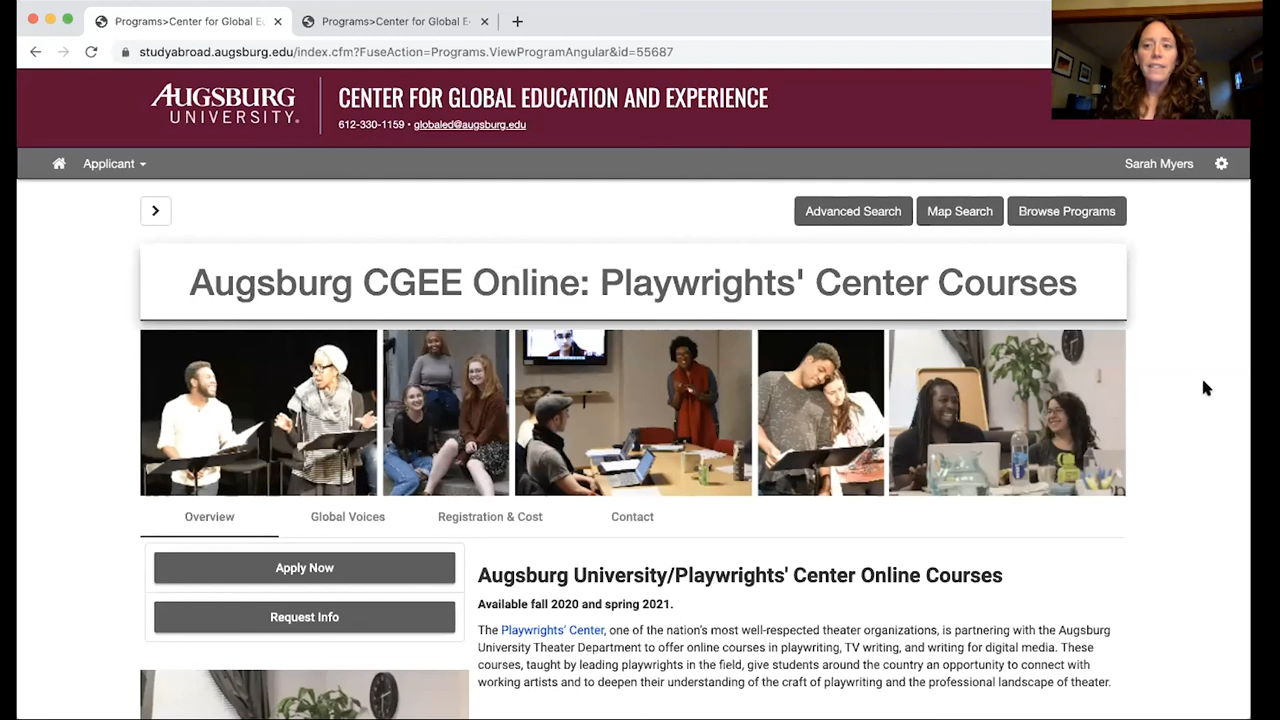 Programs>Center for Global E
Programs>Center for Global E
studyabroad.augsburg.edu/index.cfm?FuseAction=Programs.ViewProgramAngular&id=55687
AUGSBURG
UNIVERSITY.
CENTER FOR GLOBAL EDUCATION AND EXPERIENCE
612-330-1159 • globaled@augsburg.edu
Applicant
Sarah Myers
Advanced Search
Map Search
Browse Programs
Augsburg CGEE Online: Playwrights' Center Courses
Overview
Global Voices
Registration & Cost
Contact
Apply Now
Request Info
Augsburg University/Playwrights' Center Online Courses
Available fall 2020 and spring 2021.
The Playwrights' Center, one of the nation's most well-respected theater organizations, is partnering with the Augsburg
University Theater Department to offer online courses in playwriting, TV writing, and writing for digital media. These
courses, taught by leading playwrights in the field, give students around the country an opportunity to connect with
working artists and to deepen their understanding of the craft of playwriting and the professional landscape of theater.